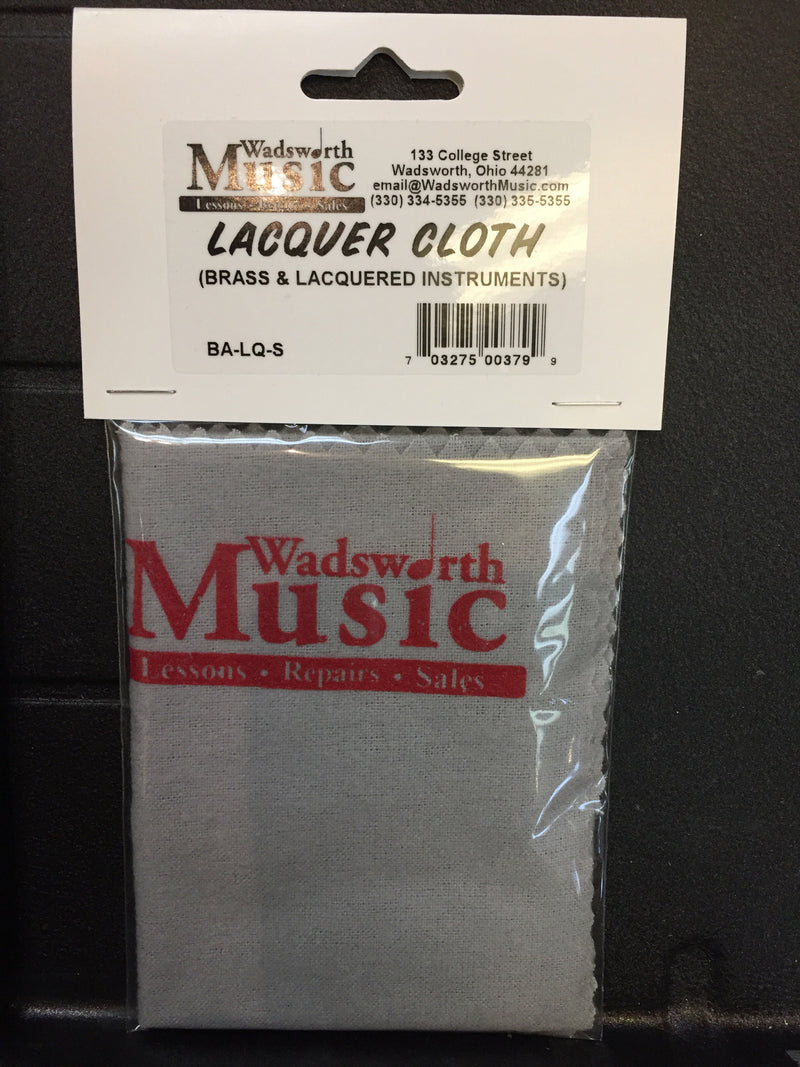 Wadsworth
Music
Lessons • Repairs • Sales
133 College Street
Wadsworth, Ohio 44281
email@WadsworthMusic.com
(330) 334-5355 (330) 335-5355
LACQUER CLOTH
(BRASS & LACQUERED INSTRUMENTS)
BA-LQ-S
7 03275 00379 9
Wadsworth
Music
Lessons • Repairs • Sales